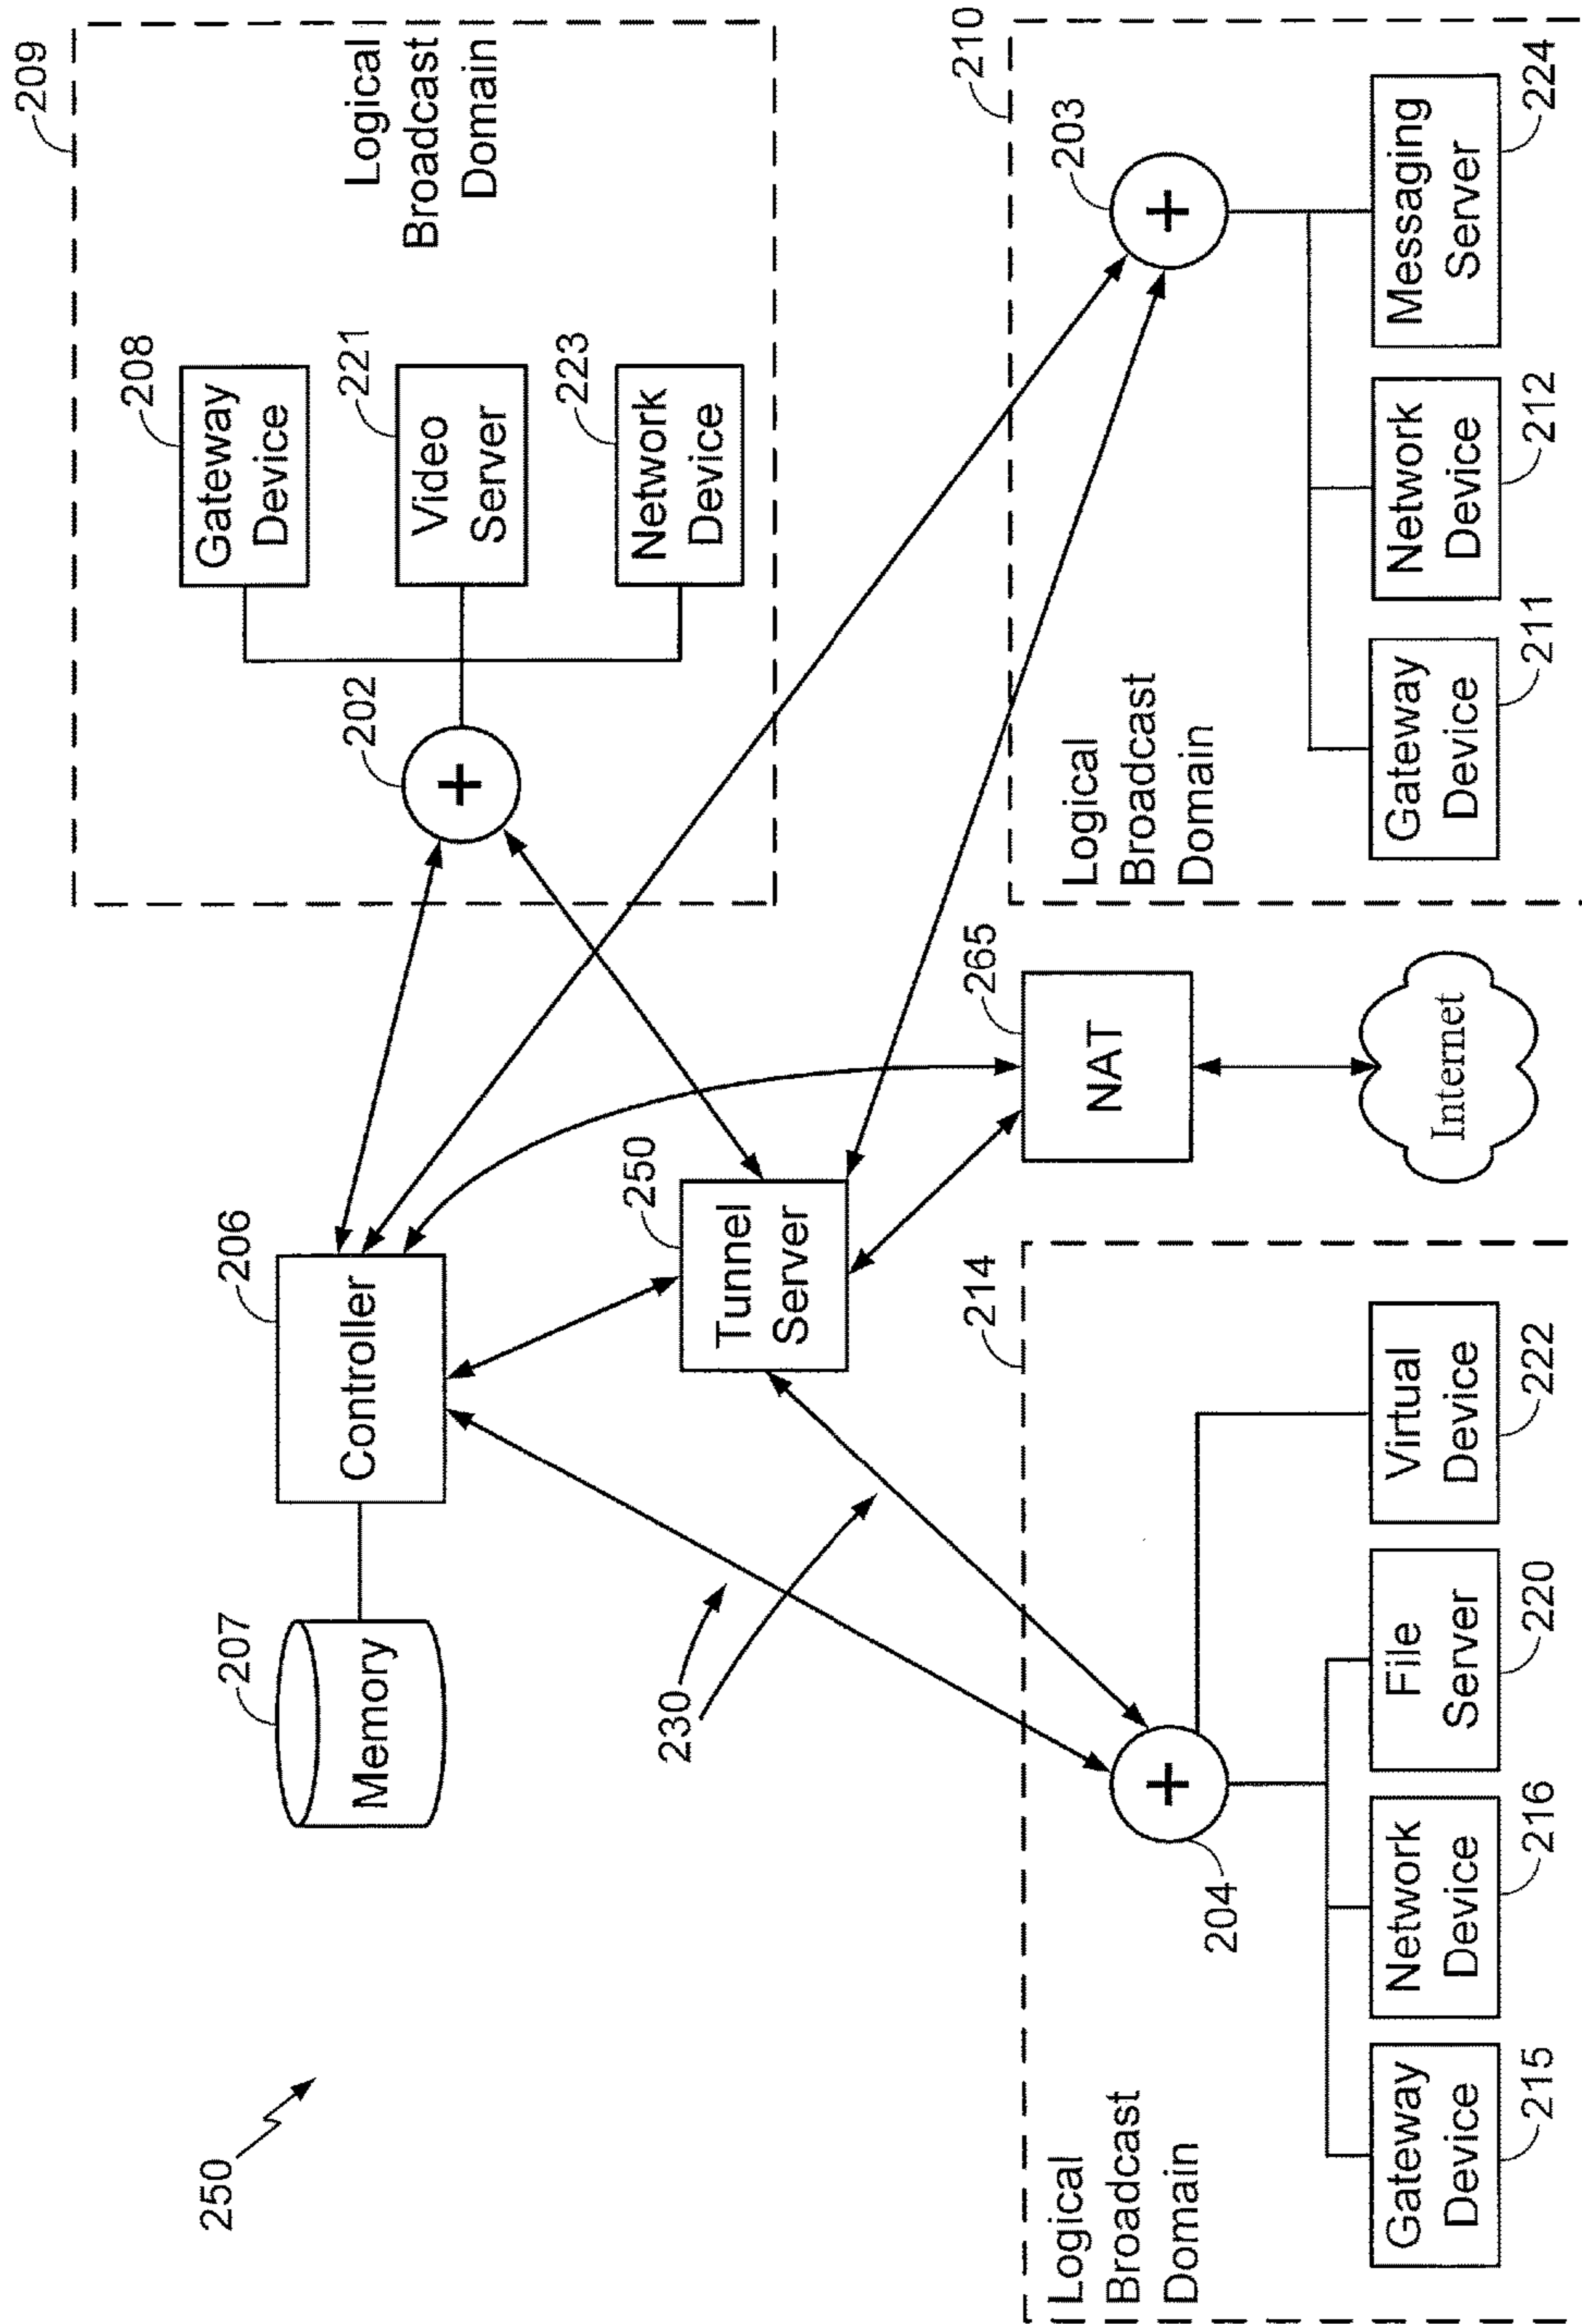 209
Logical
Broadcast
Domain
208
Gateway
Device
221
Video
Server
223
Network
Device
202
+
206
Controller
207
Memory
250
Tunnel
Server
230
250
265
NAT
Internet
210
Logical
Broadcast
Domain
203
+
Gateway
Device
211
Network
Device
212
Messaging
Server
224
214
Logical
Broadcast
Domain
204
+
Gateway
Device
215
Network
Device
216
File
Server
220
Virtual
Device
222